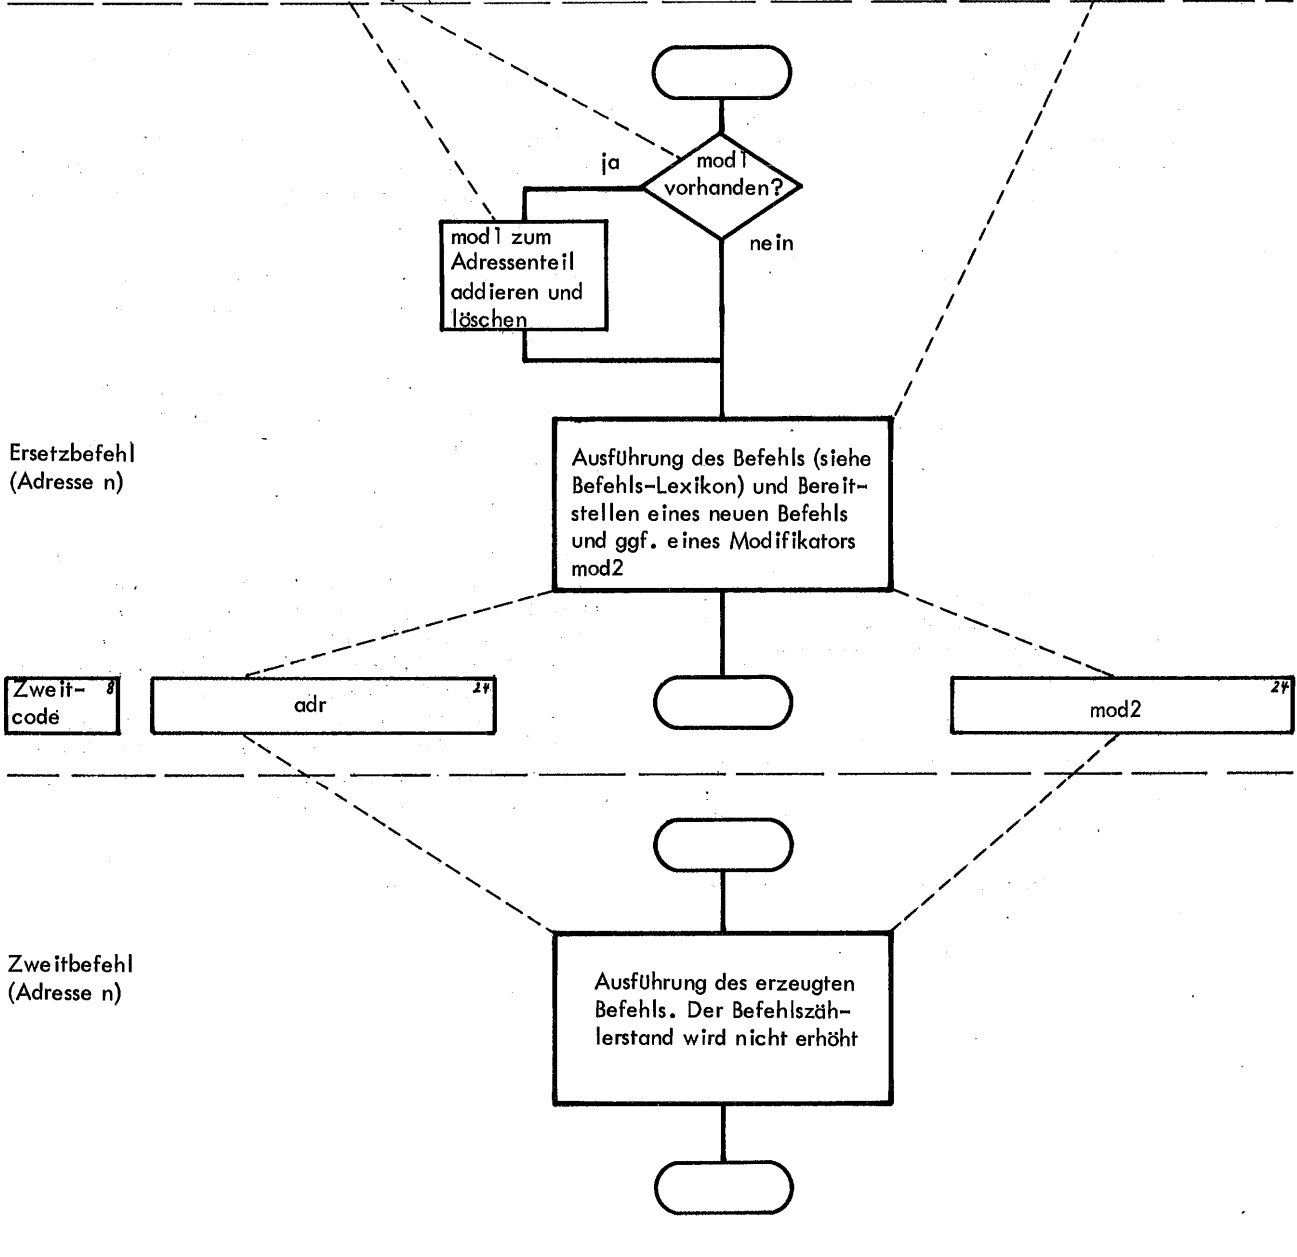 ja
mod1
vorhanden?
nein
mod1 zum
Adressenteil
addieren und
löschen
Ersetzbefehl
(Adresse n)
Ausführung des Befehls (siehe
Befehls-Lexikon) und Bereit-
stellen eines neuen Befehls
und ggf. eines Modifikators
mod2
Zweit-
code
8
adr
24
mod2
24
Zweitbefehl
(Adresse n)
Ausführung des erzeugten
Befehls. Der Befehlszäh-
lerstand wird nicht erhöht